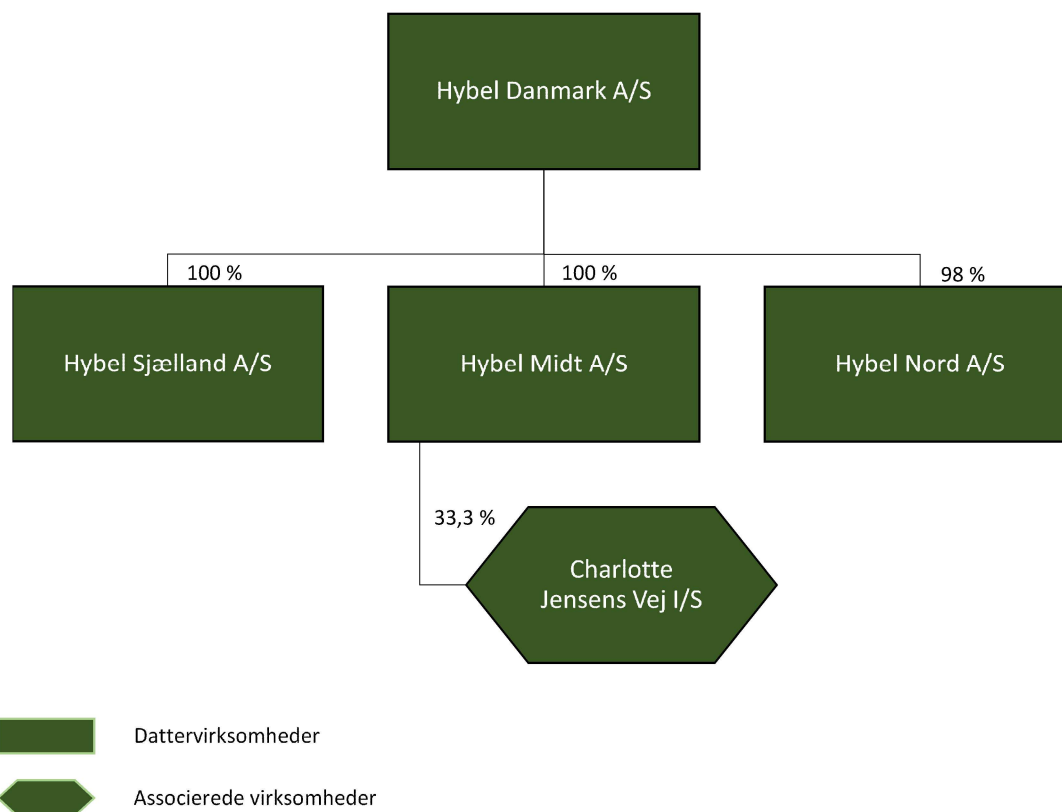 Hybel Danmark A/S
100 %
100 %
98 %
Hybel Sjælland A/S
Hybel Midt A/S
Hybel Nord A/S
33,3 %
Charlotte
Jensens Vej I/S
Dattervirksomheder
Associerede virksomheder